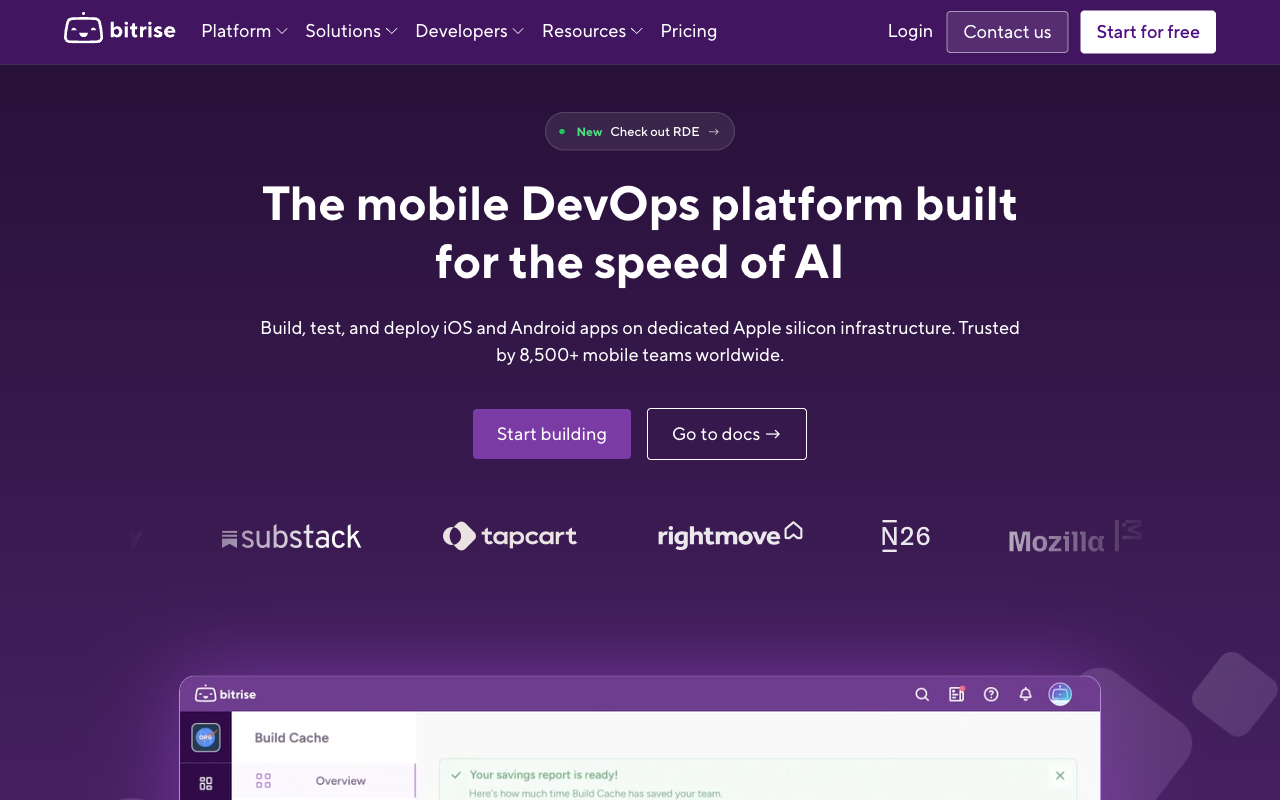 bitrise Platform Solutions Developers Resources Pricing Login Contact us Start for free
New Check out RDE →
The mobile DevOps platform built
for the speed of AI
Build, test, and deploy iOS and Android apps on dedicated Apple silicon infrastructure. Trusted
by 8,500+ mobile teams worldwide.
Start building Go to docs →
substack tapcart rightmove N26 Mozilla
bitrise
OPS
Build Cache
Overview
Your savings report is ready!
Here's how much time Build Cache has saved your team.